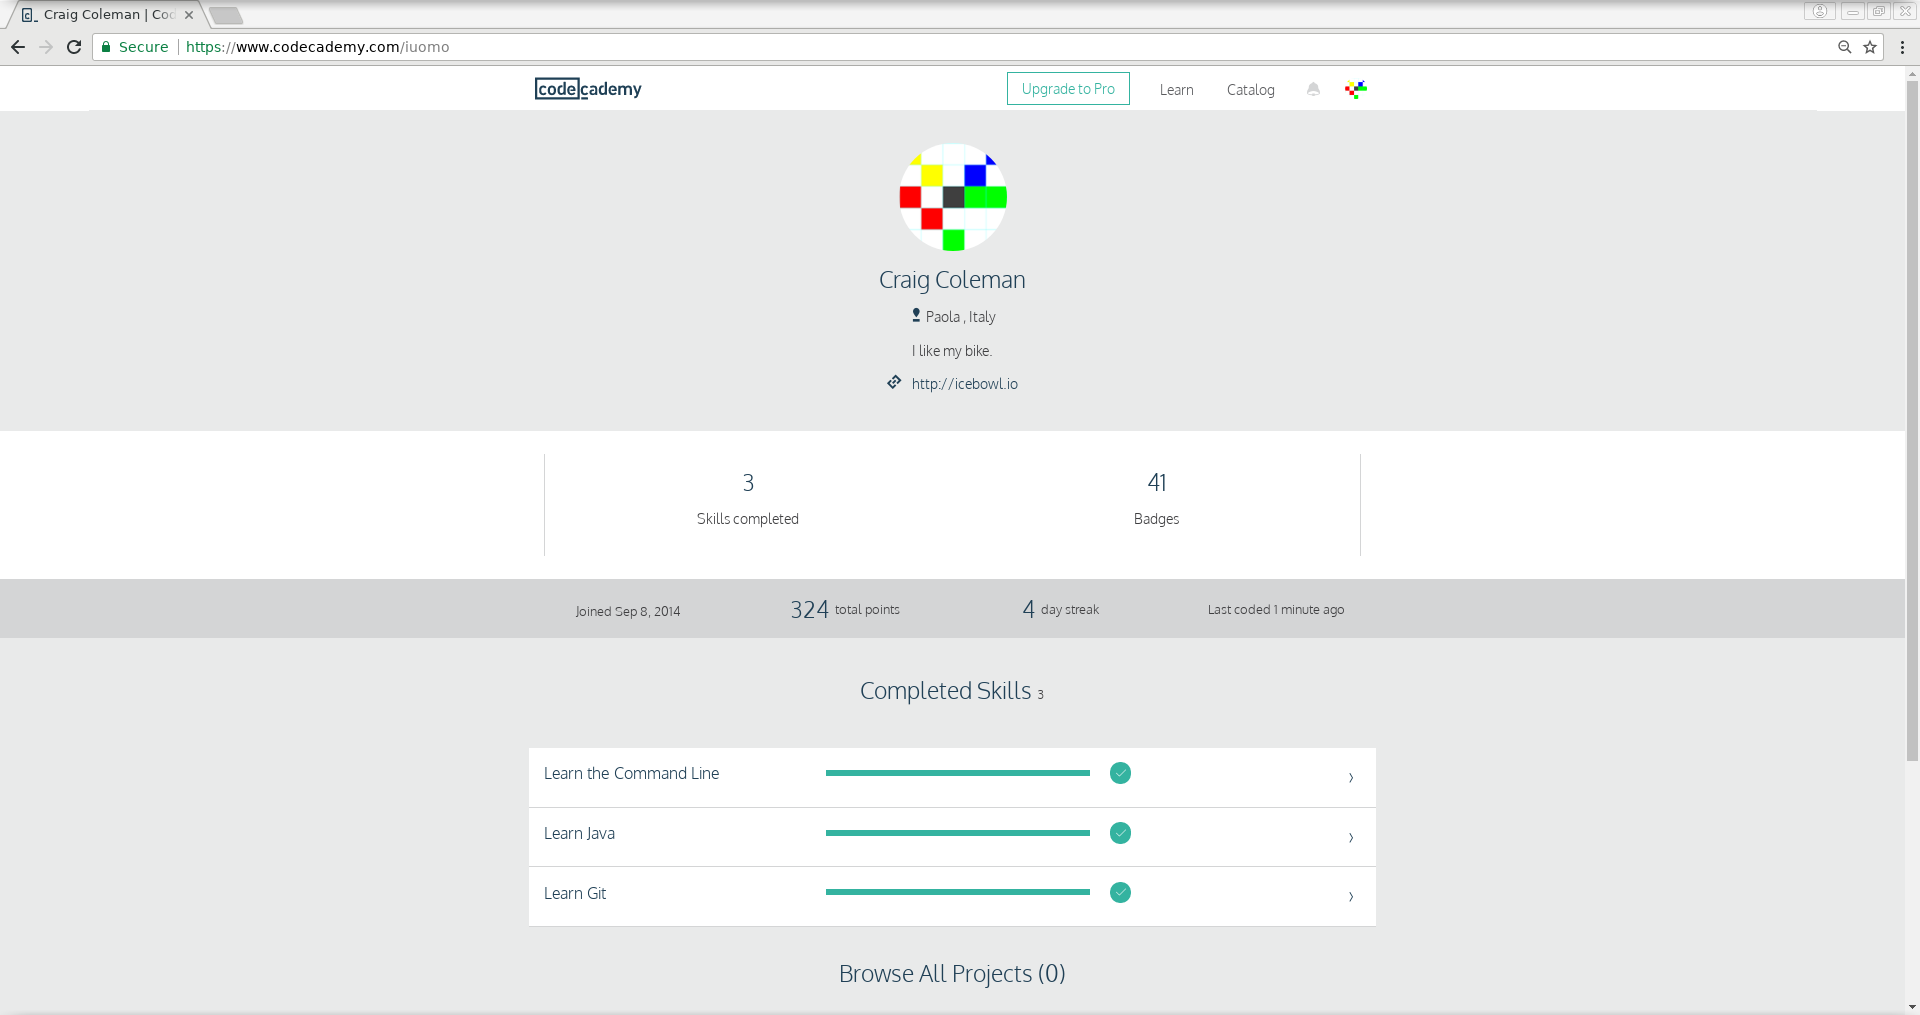 Craig Coleman | Cod
Secure https://www.codecademy.com/iuomo
codecademy Upgrade to Pro Learn Catalog
Craig Coleman
Paola , Italy
I like my bike.
http://icebowl.io
3 41
Skills completed Badges
Joined Sep 8, 2014 324 total points 4 day streak Last coded 1 minute ago
Completed Skills 3
Learn the Command Line
Learn Java
Learn Git
Browse All Projects (0)